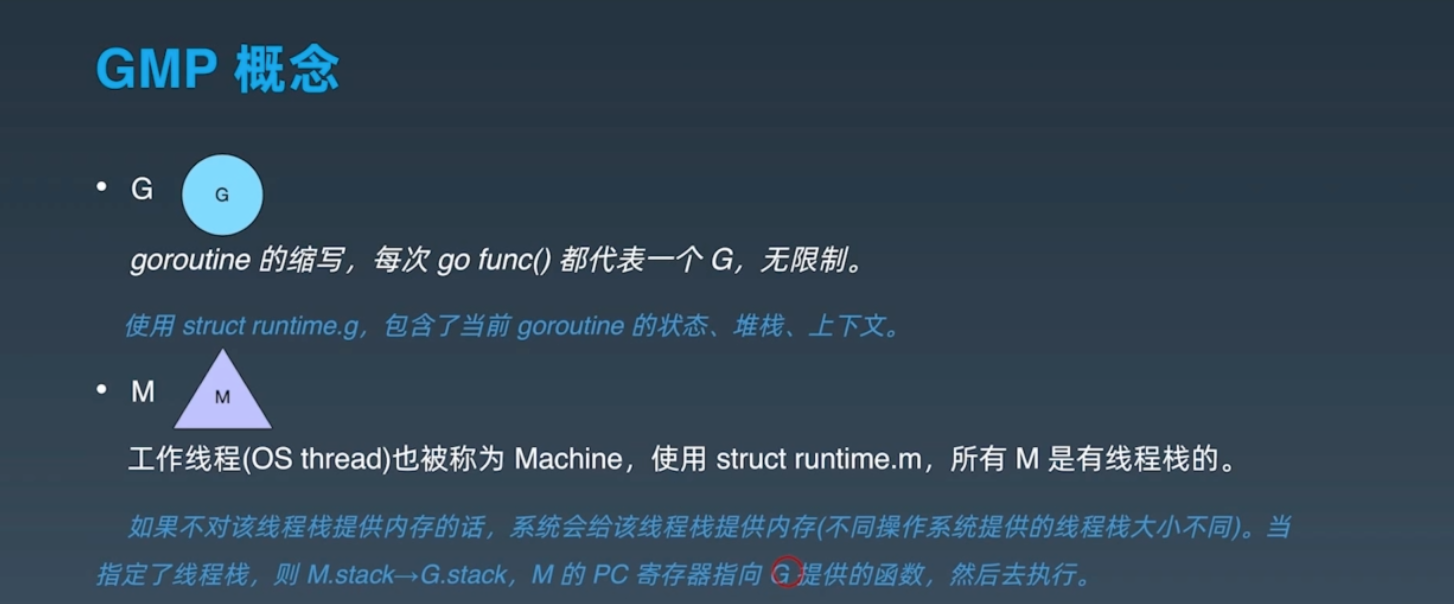 GMP 概念
• G
G
goroutine 的缩写，每次 go func() 都代表一个 G，无限制。
使用 struct runtime.g，包含了当前 goroutine 的状态、堆栈、上下文。
• M
M
工作线程(OS thread)也被称为 Machine，使用 struct runtime.m，所有 M 是有线程栈的。
如果不对该线程栈提供内存的话，系统会给该线程栈提供内存(不同操作系统提供的线程栈大小不同)。当
指定了线程栈，则 M.stack→G.stack，M 的 PC 寄存器指向 G 提供的函数，然后去执行。